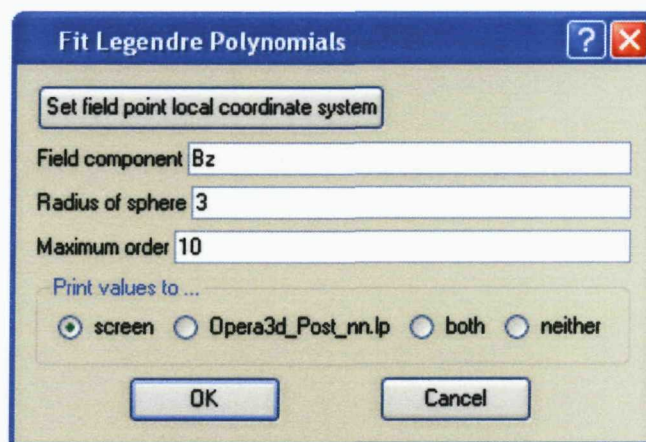 Fit Legendre Polynomials
Set field point local coordinate system
Field component Bz
Radius of sphere 3
Maximum order 10
Print values to ...
screen Opera3d_Post_nn.lp both neither
OK Cancel